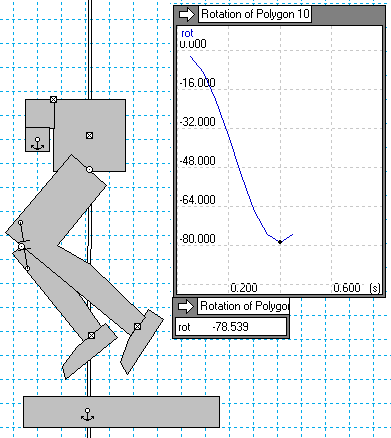 Rotation of Polygon 10
rot
0.000
-16.000
-32.000
-48.000
-64.000
-80.000
0.200 0.600 (s)
Rotation of Polygon
rot -78.539